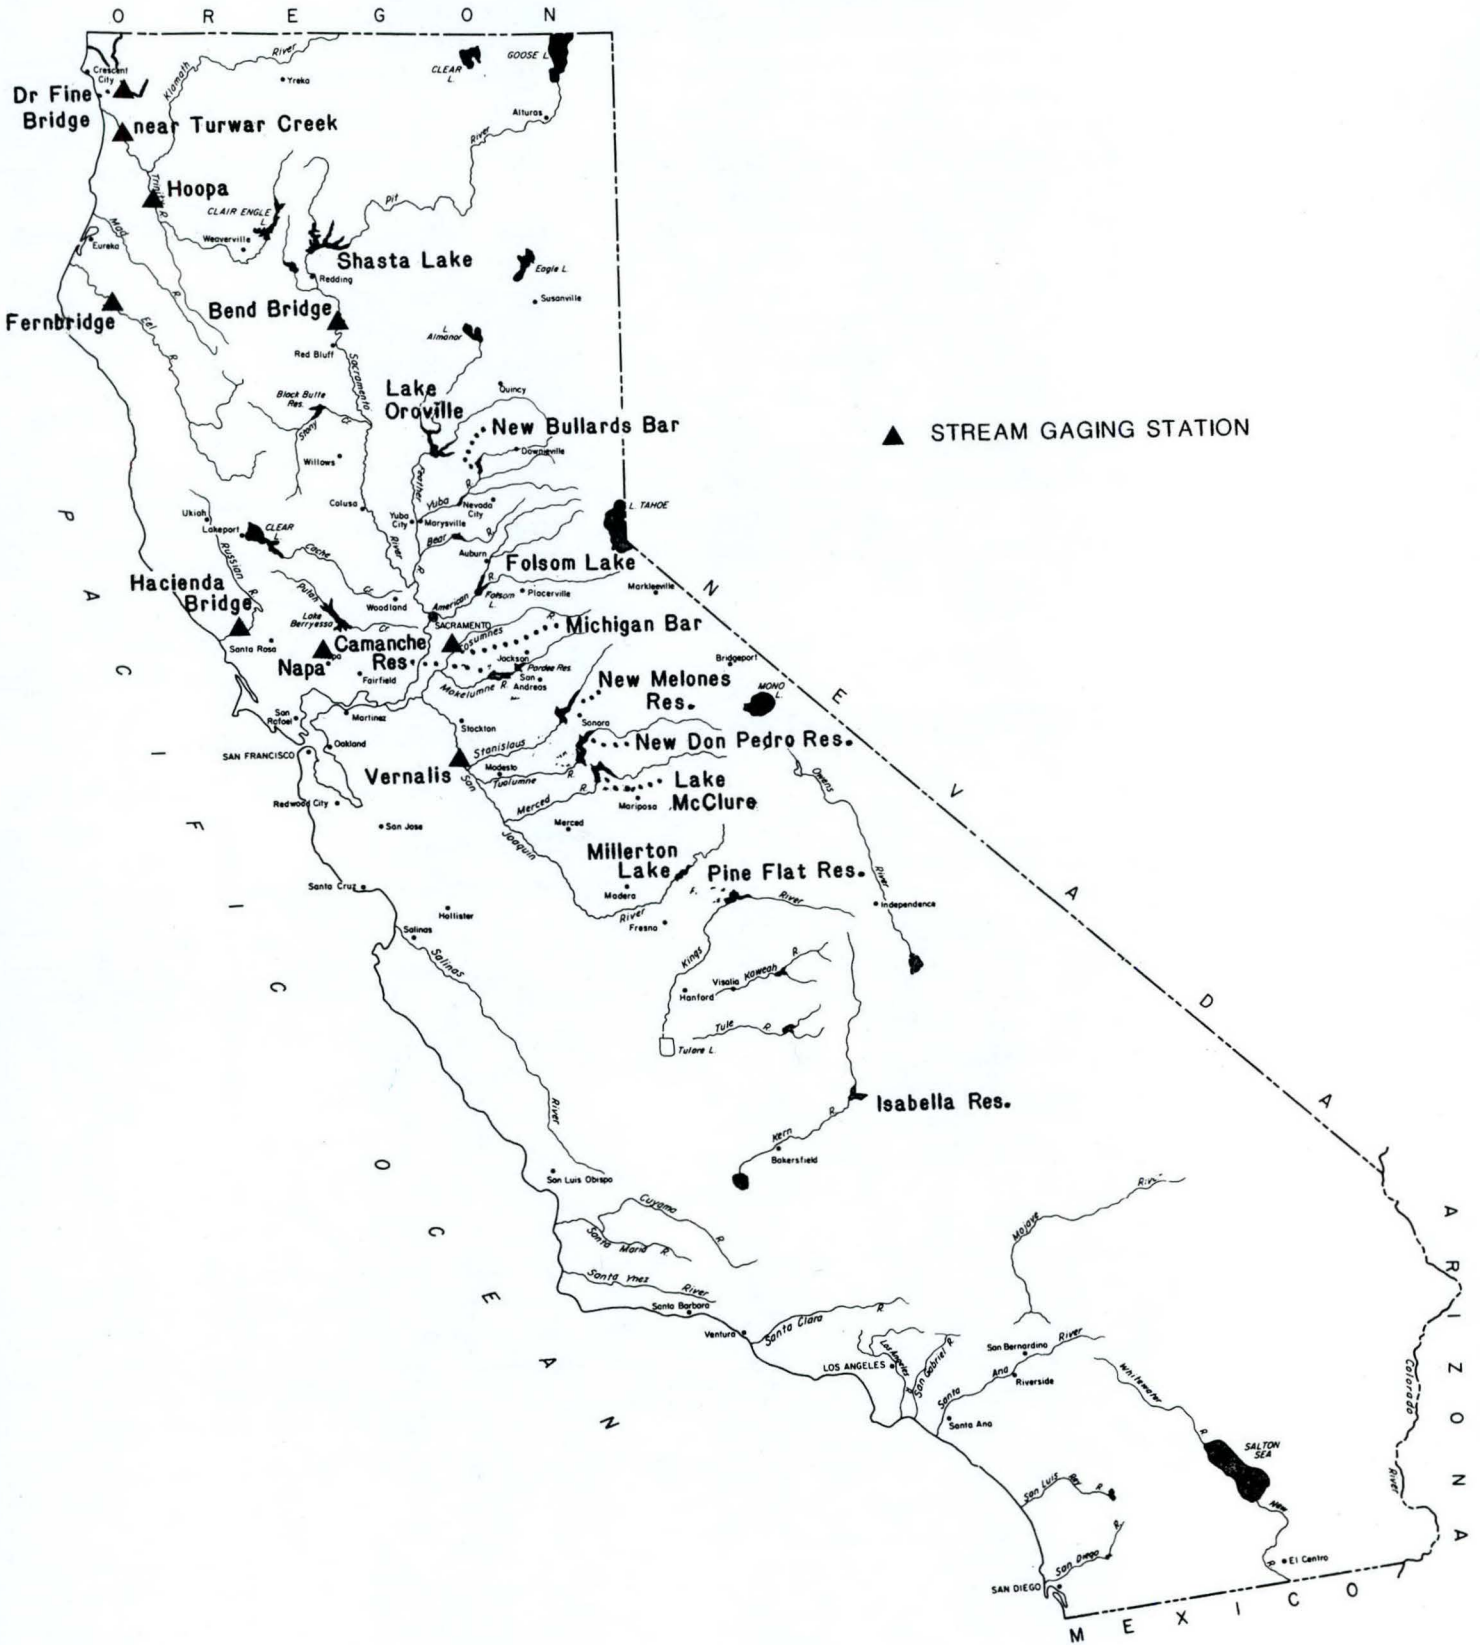 O R E G O N
Crescent
City
Klamath
River
Yreka
CLEAR
L.
GOOSE L.
Dr Fine
Bridge
near Turwar Creek
Alturas
River
Hoopa
Trinity R.
CLAIR ENGLE
L.
Pit
Weaverville
Mad
R.
Eureka
Shasta Lake
Redding
Eagle L.
Susanville
Fernbridge
Eel
R.
Bend Bridge
Red Bluff
L.
Almanor
Sacramento
River
Lake
Oroville
Quincy
Black Butte
Res.
Stony
Cr.
New Bullards Bar
Downieville
STREAM GAGING STATION
Willows
Colusa
Feather
R.
Yuba
R.
Nevada
City
Yuba
City
Marysville
Bear
R.
L. TAHOE
Ukiah
Lakeport
CLEAR
L.
Russian
R.
Cache
Cr.
Auburn
Folsom Lake
Hacienda
Bridge
Putah
Cr.
Lake
Berryessa
Woodland
American
R.
Folsom
L.
Placerville
Markleeville
SACRAMENTO
Cosumnes
R.
Michigan Bar
Santa Rosa
Napa
Camanche
Res.
Jackson
Pardee Res.
San
Andreas
Mokelumne R.
Fairfield
Bridgeport
MONO
L.
New Melones
Res.
San
Rafael
Martinez
Stockton
Sonora
SAN FRANCISCO
Oakland
Stanislaus
New Don Pedro Res.
Vernalis
Modesto
Tuolumne
R.
San
Joaquin
River
Lake
McClure
Mariposa
Merced
R.
Owens
River
Redwood City
San Jose
Merced
Millerton
Lake
Pine Flat Res.
Madera
Fresno
River
Kings
Independence
Santa Cruz
Hollister
Salinas
Salinas
River
Hanford
Visalia
Kaweah
R.
Tule
R.
Tulare L.
Isabella Res.
Kern
R.
Bakersfield
San Luis Obispo
Cuyama
R.
Santa Maria R.
Santa Ynez
River
Santa Barbara
Ventura
Santa Clara
R.
Mojave
River
LOS ANGELES
Los Angeles
R.
San Gabriel R.
San Bernardino
Santa Ana River
Riverside
Santa Ana
Whitewater
R.
SALTON
SEA
New
R.
San Luis Rey R.
San Diego
R.
SAN DIEGO
El Centro
Colorado
River
P A C I F I C
O C E A N
N E V A D A
A R I Z O N A
M E X I C O